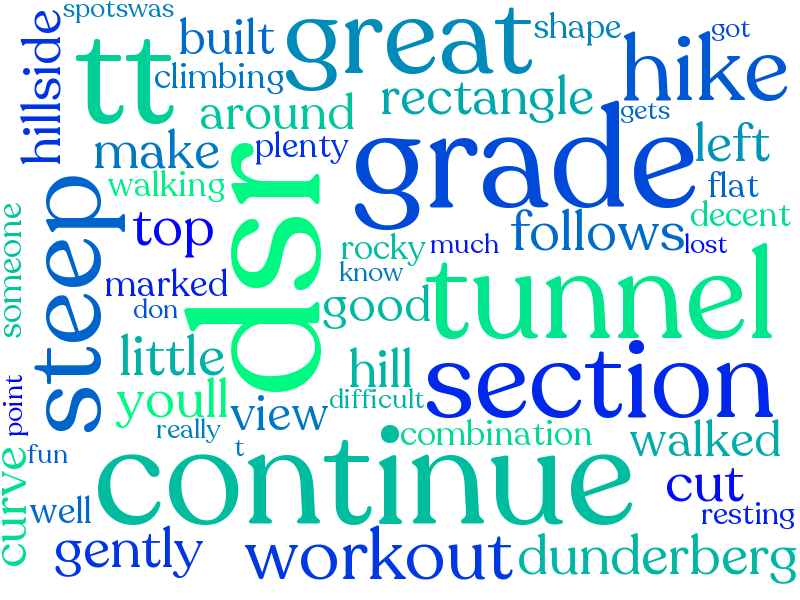 spotswas
built
great
shape
got
hillside
tt
climbing
hike
around
rectangle
gets
make
plenty
grade
left
walking
flat
steep
top
dsr
follows
decent
someone
rocky
much
lost
marked
know
don
good
tunnel
little
hill
section
youll
view
difficult
point
really
t
combination
walked
fun
continue
curve
cut
well
resting
gently
workout
dunderberg